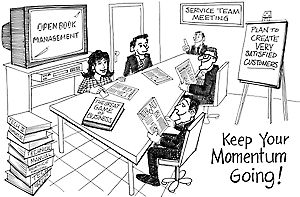 OPEN BOOK
MANAGEMENT
SERVICE TEAM
MEETING
PLAN TO
CREATE
VERY
SATISFIED
CUSTOMERS
GREAT
GAME
OF
BUSINESS
Keep Your
Momentum
Going!